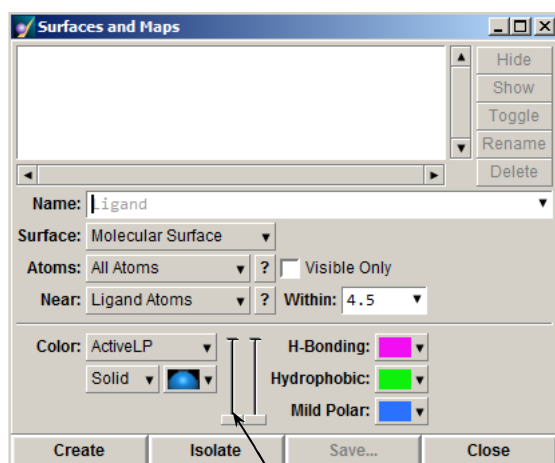 Surfaces and Maps
Hide
Show
Toggle
Rename
Delete
Name: Ligand
Surface: Molecular Surface
Atoms: All Atoms ? Visible Only
Near: Ligand Atoms ? Within: 4.5
Color: ActiveLP H-Bonding:
Solid Hydrophobic:
Mild Polar:
Create Isolate Save... Close